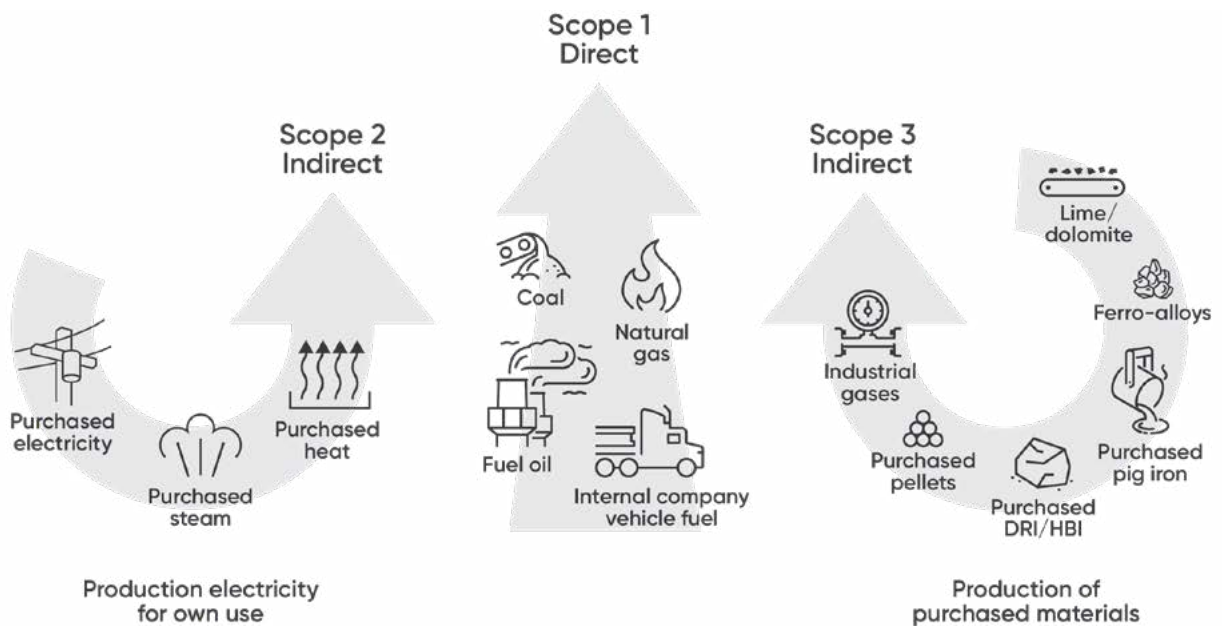 Scope 1
Direct
Scope 2
Indirect
Scope 3
Indirect
Purchased
electricity
Purchased
steam
Purchased
heat
Coal
Natural
gas
Fuel oil
Internal company
vehicle fuel
Lime/
dolomite
Ferro-alloys
Purchased
pig iron
Purchased
DRI/HBI
Purchased
pellets
Industrial
gases
Production electricity
for own use
Production of
purchased materials